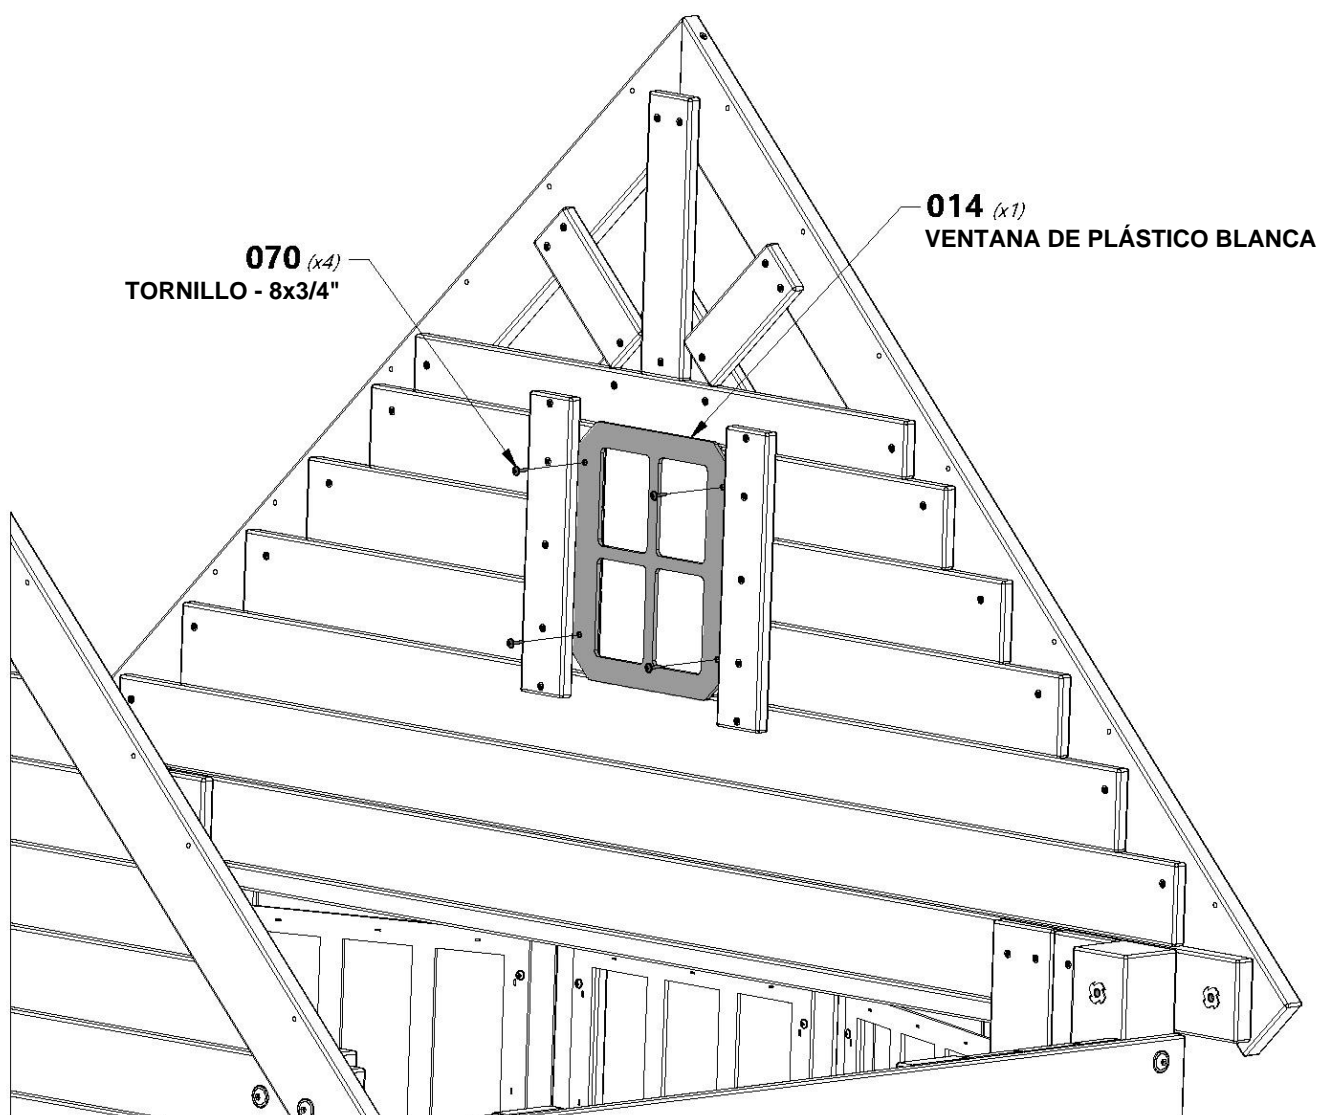 014 (x1)
VENTANA DE PLÁSTICO BLANCA
070 (x4)
TORNILLO - 8x3/4"